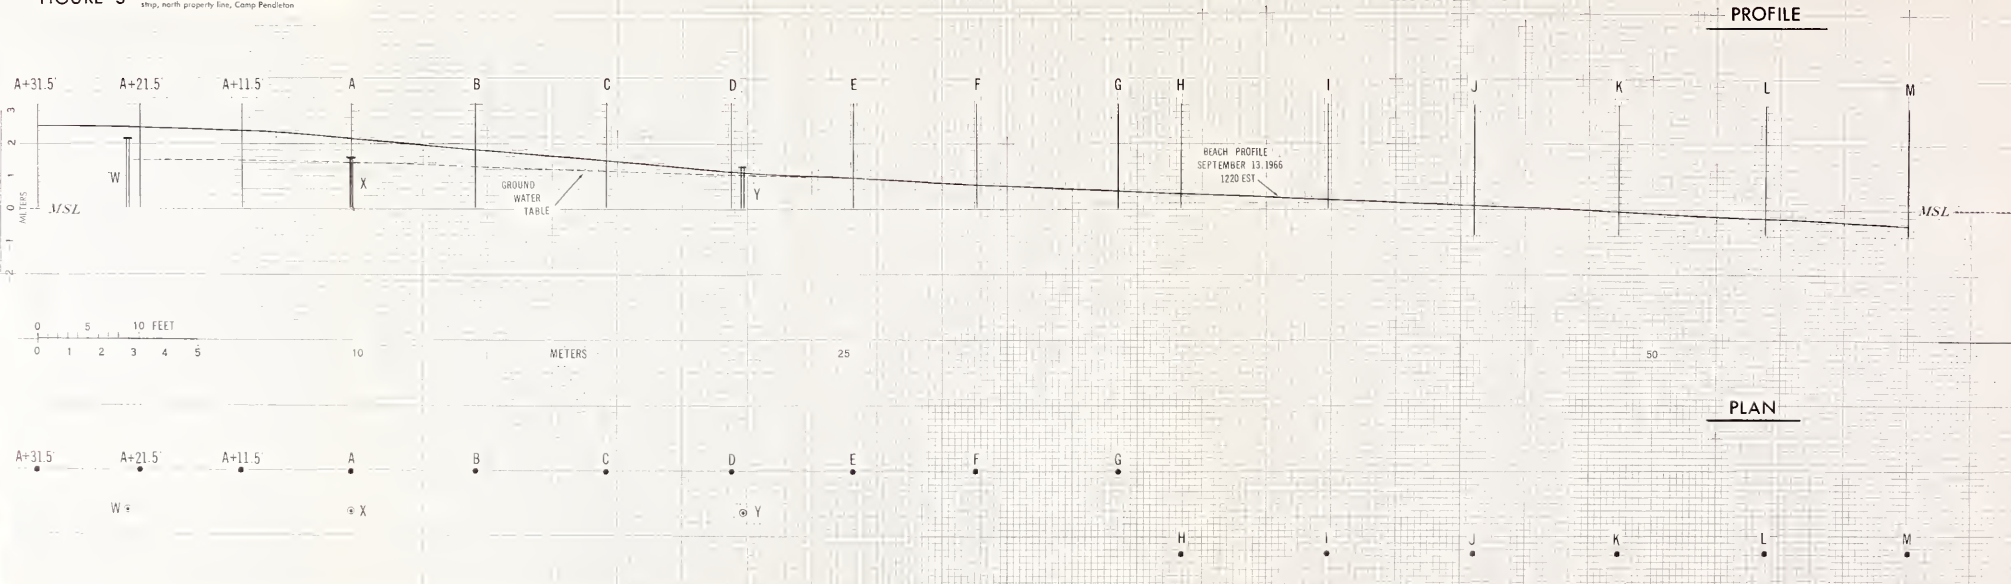 FIGURE
strip, north property line, Camp Pendleton
PROFILE
A+31.5' A+21.5' A+11.5' A B C D E F G H I J K L M
3
2
1
0
-1
-2
METERS
W
X
Y
MSL
GROUND
WATER
TABLE
BEACH PROFILE
SEPTEMBER 13, 1966
1220 EST
MSL
0 5 10 FEET
0 1 2 3 4 5 10 METERS 25 50
PLAN
A+31.5' A+21.5' A+11.5' A B C D E F G
W X Y
H I J K L M